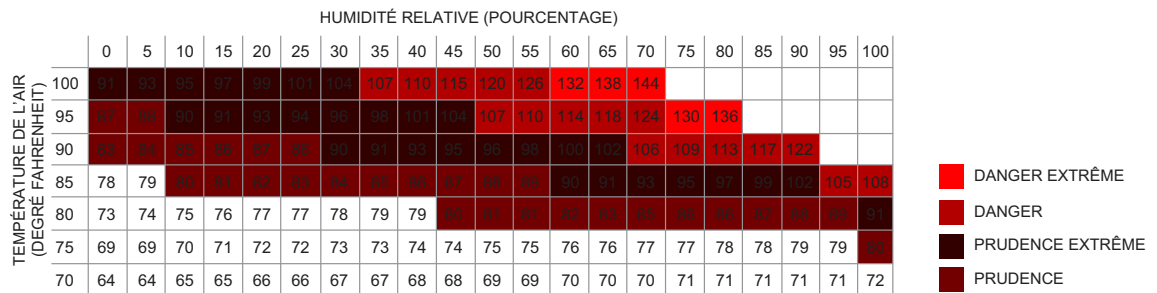 HUMIDITÉ RELATIVE (POURCENTAGE)
TEMPÉRATURE DE L'AIR
(DEGRÉ FAHRENHEIT)
0 5 10 15 20 25 30 35 40 45 50 55 60 65 70 75 80 85 90 95 100
100 91 93 95 97 99 101 104 107 110 115 120 126 132 138 144
95 87 88 90 91 93 94 96 98 101 104 107 110 114 118 124 130 136
90 83 84 85 86 87 88 90 91 93 95 96 98 100 102 106 109 113 117 122
85 78 79 80 81 82 83 84 85 86 87 88 89 90 91 93 95 97 99 102 105 108
80 73 74 75 76 77 77 78 79 79 80 81 81 82 83 85 86 86 87 88 89 91
75 69 69 70 71 72 72 73 73 74 74 75 75 76 76 77 77 78 78 79 79 80
70 64 64 65 65 66 66 67 67 68 68 69 69 70 70 70 71 71 71 71 71 72
DANGER EXTRÊME
DANGER
PRUDENCE EXTRÊME
PRUDENCE